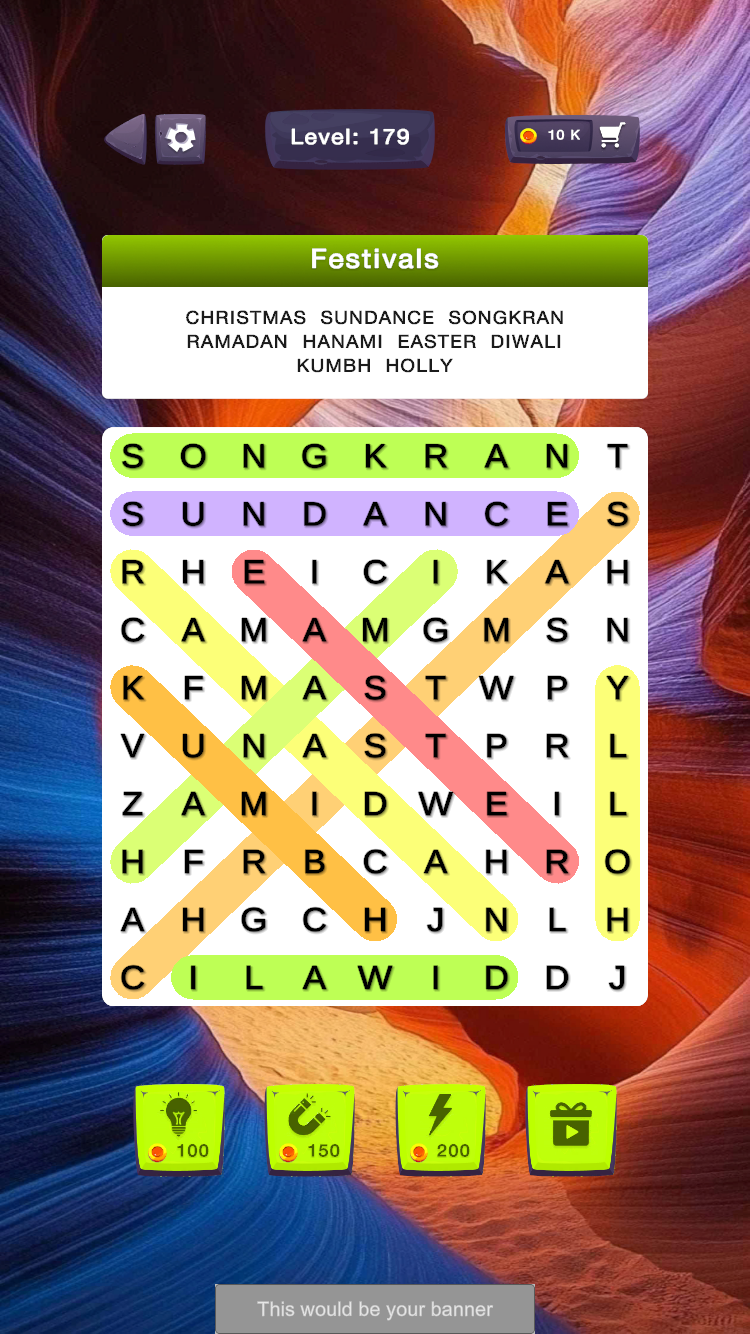 Level: 179
10 K
Festivals
CHRISTMAS SUNDANCE SONGKRAN
RAMADAN HANAMI EASTER DIWALI
KUMBH HOLLY
S O N G K R A N T
S U N D A N C E S
R H E I C I K A H
C A M A M G M S N
K F M A S T W P Y
V U N A S T P R L
Z A M I D W E I L
H F R B C A H R O
A H G C H J N L H
C I L A W I D D J
100 150 200
This would be your banner